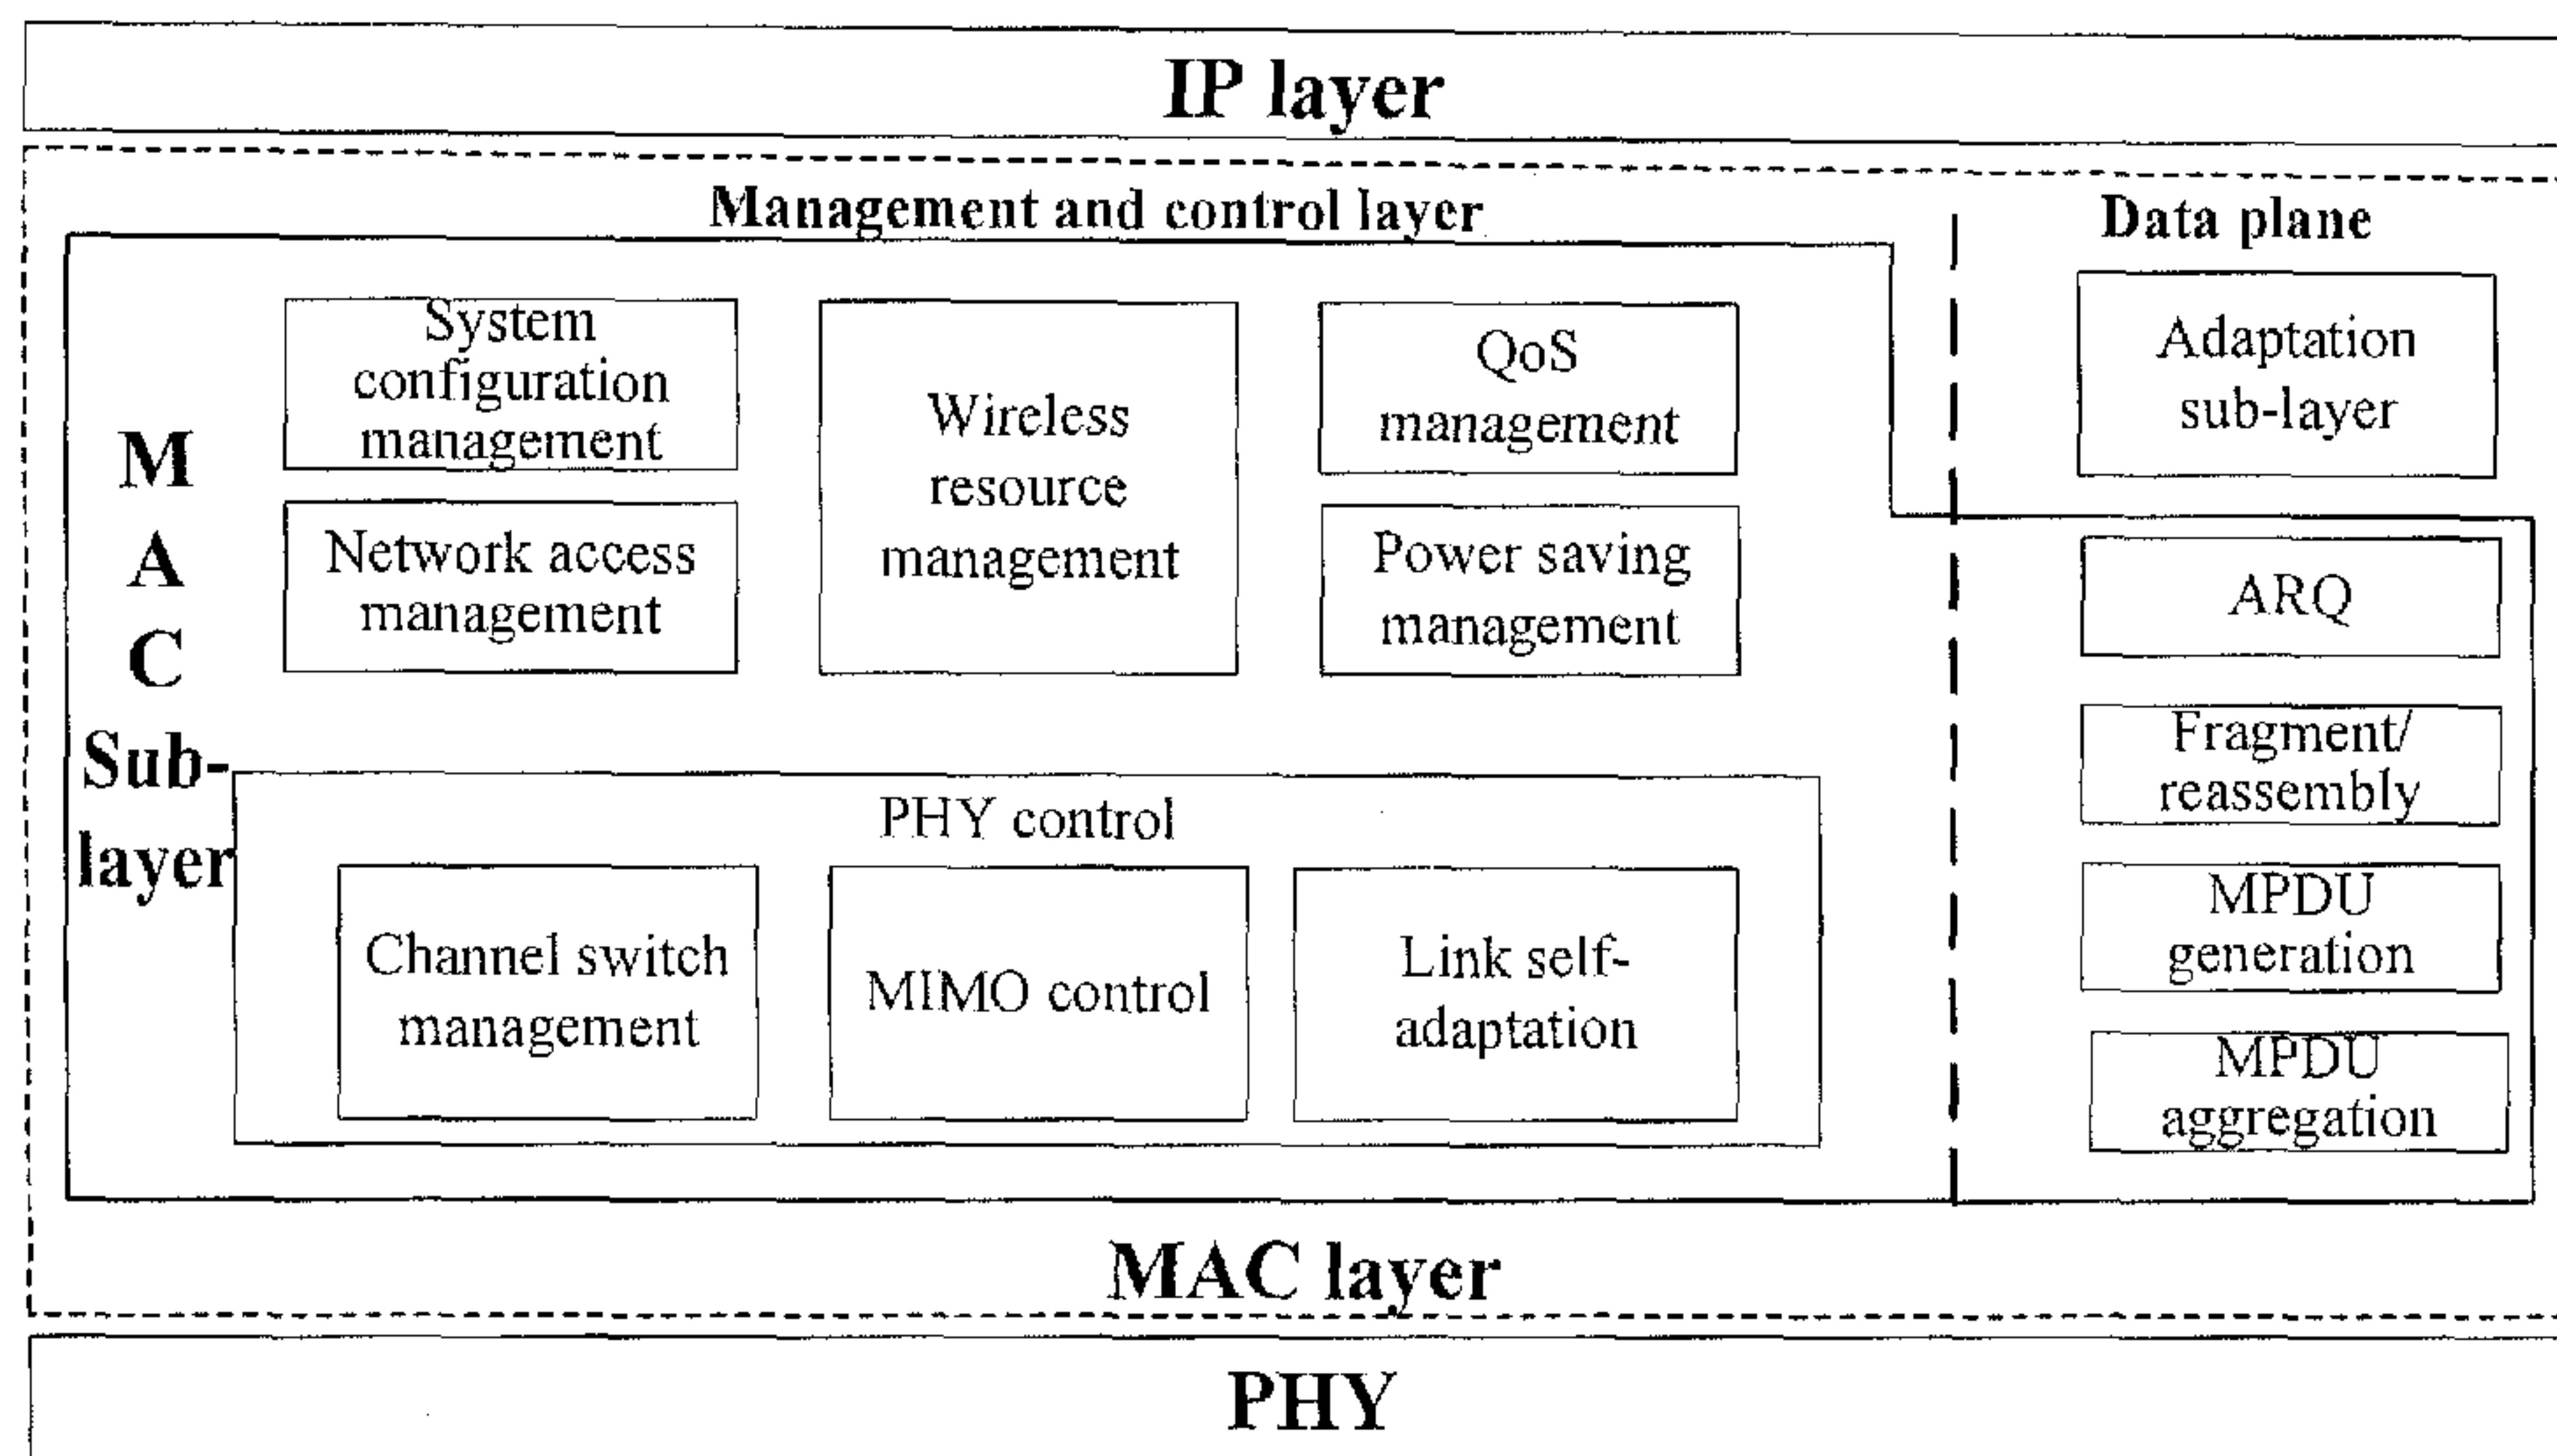 IP layer
Management and control layer
Data plane
System
configuration
management
Wireless
resource
management
QoS
management
Adaptation
sub-layer
Network access
management
Power saving
management
M
A
C
Sub-
layer
ARQ
Fragment/
reassembly
MPDU
generation
MPDU
aggregation
PHY control
Channel switch
management
MIMO control
Link self-
adaptation
MAC layer
PHY